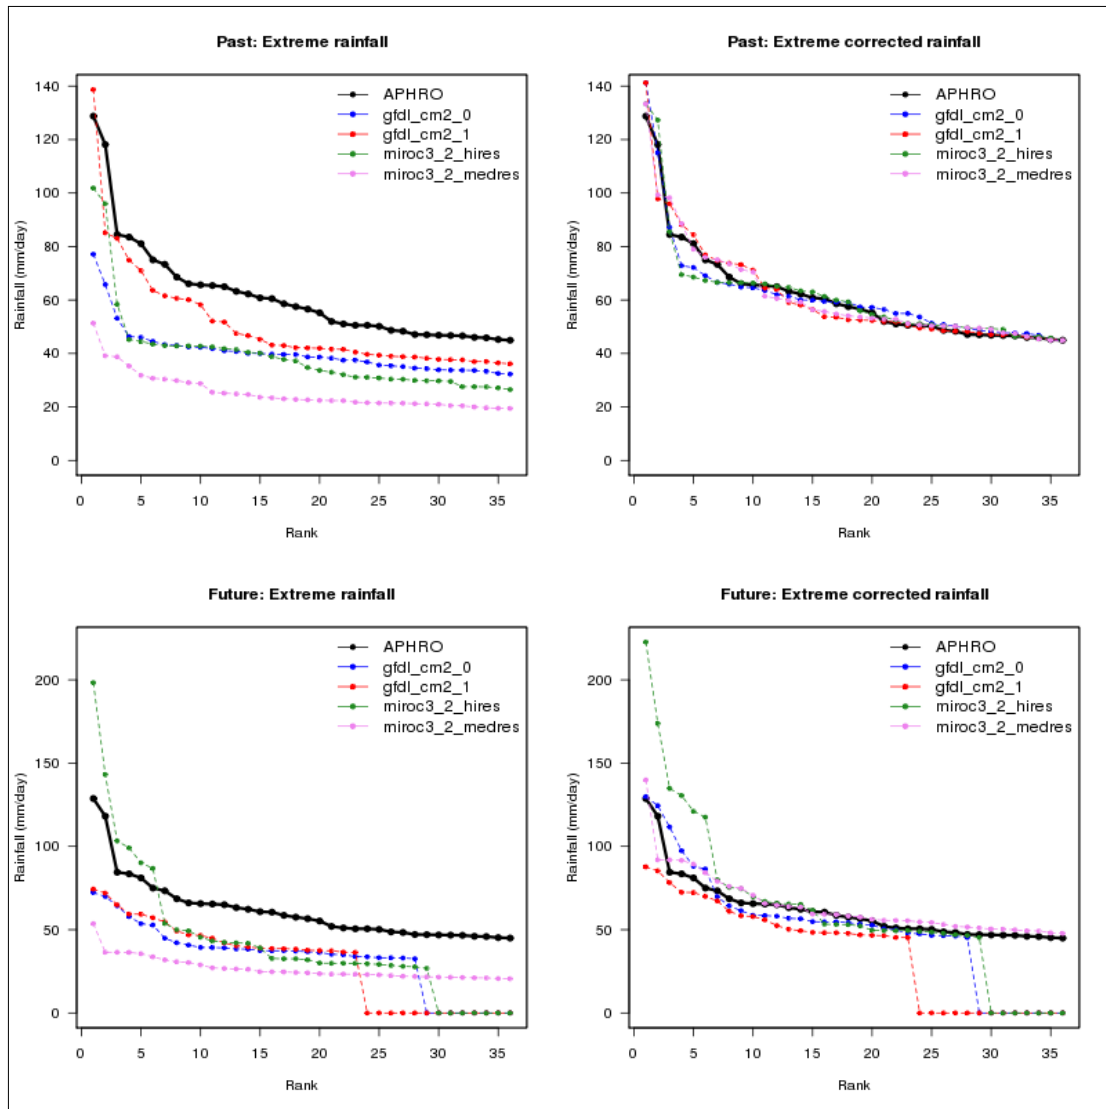 Past: Extreme rainfall
Rainfall (mm/day)
140
120
100
80
60
40
20
0
APHRO
gfdl_cm2_0
gfdl_cm2_1
miroc3_2_hires
miroc3_2_medres
0 5 10 15 20 25 30 35
Rank
Past: Extreme corrected rainfall
Rainfall (mm/day)
140
120
100
80
60
40
20
0
APHRO
gfdl_cm2_0
gfdl_cm2_1
miroc3_2_hires
miroc3_2_medres
0 5 10 15 20 25 30 35
Rank
Future: Extreme rainfall
Rainfall (mm/day)
200
150
100
50
0
APHRO
gfdl_cm2_0
gfdl_cm2_1
miroc3_2_hires
miroc3_2_medres
0 5 10 15 20 25 30 35
Rank
Future: Extreme corrected rainfall
Rainfall (mm/day)
200
150
100
50
0
APHRO
gfdl_cm2_0
gfdl_cm2_1
miroc3_2_hires
miroc3_2_medres
0 5 10 15 20 25 30 35
Rank